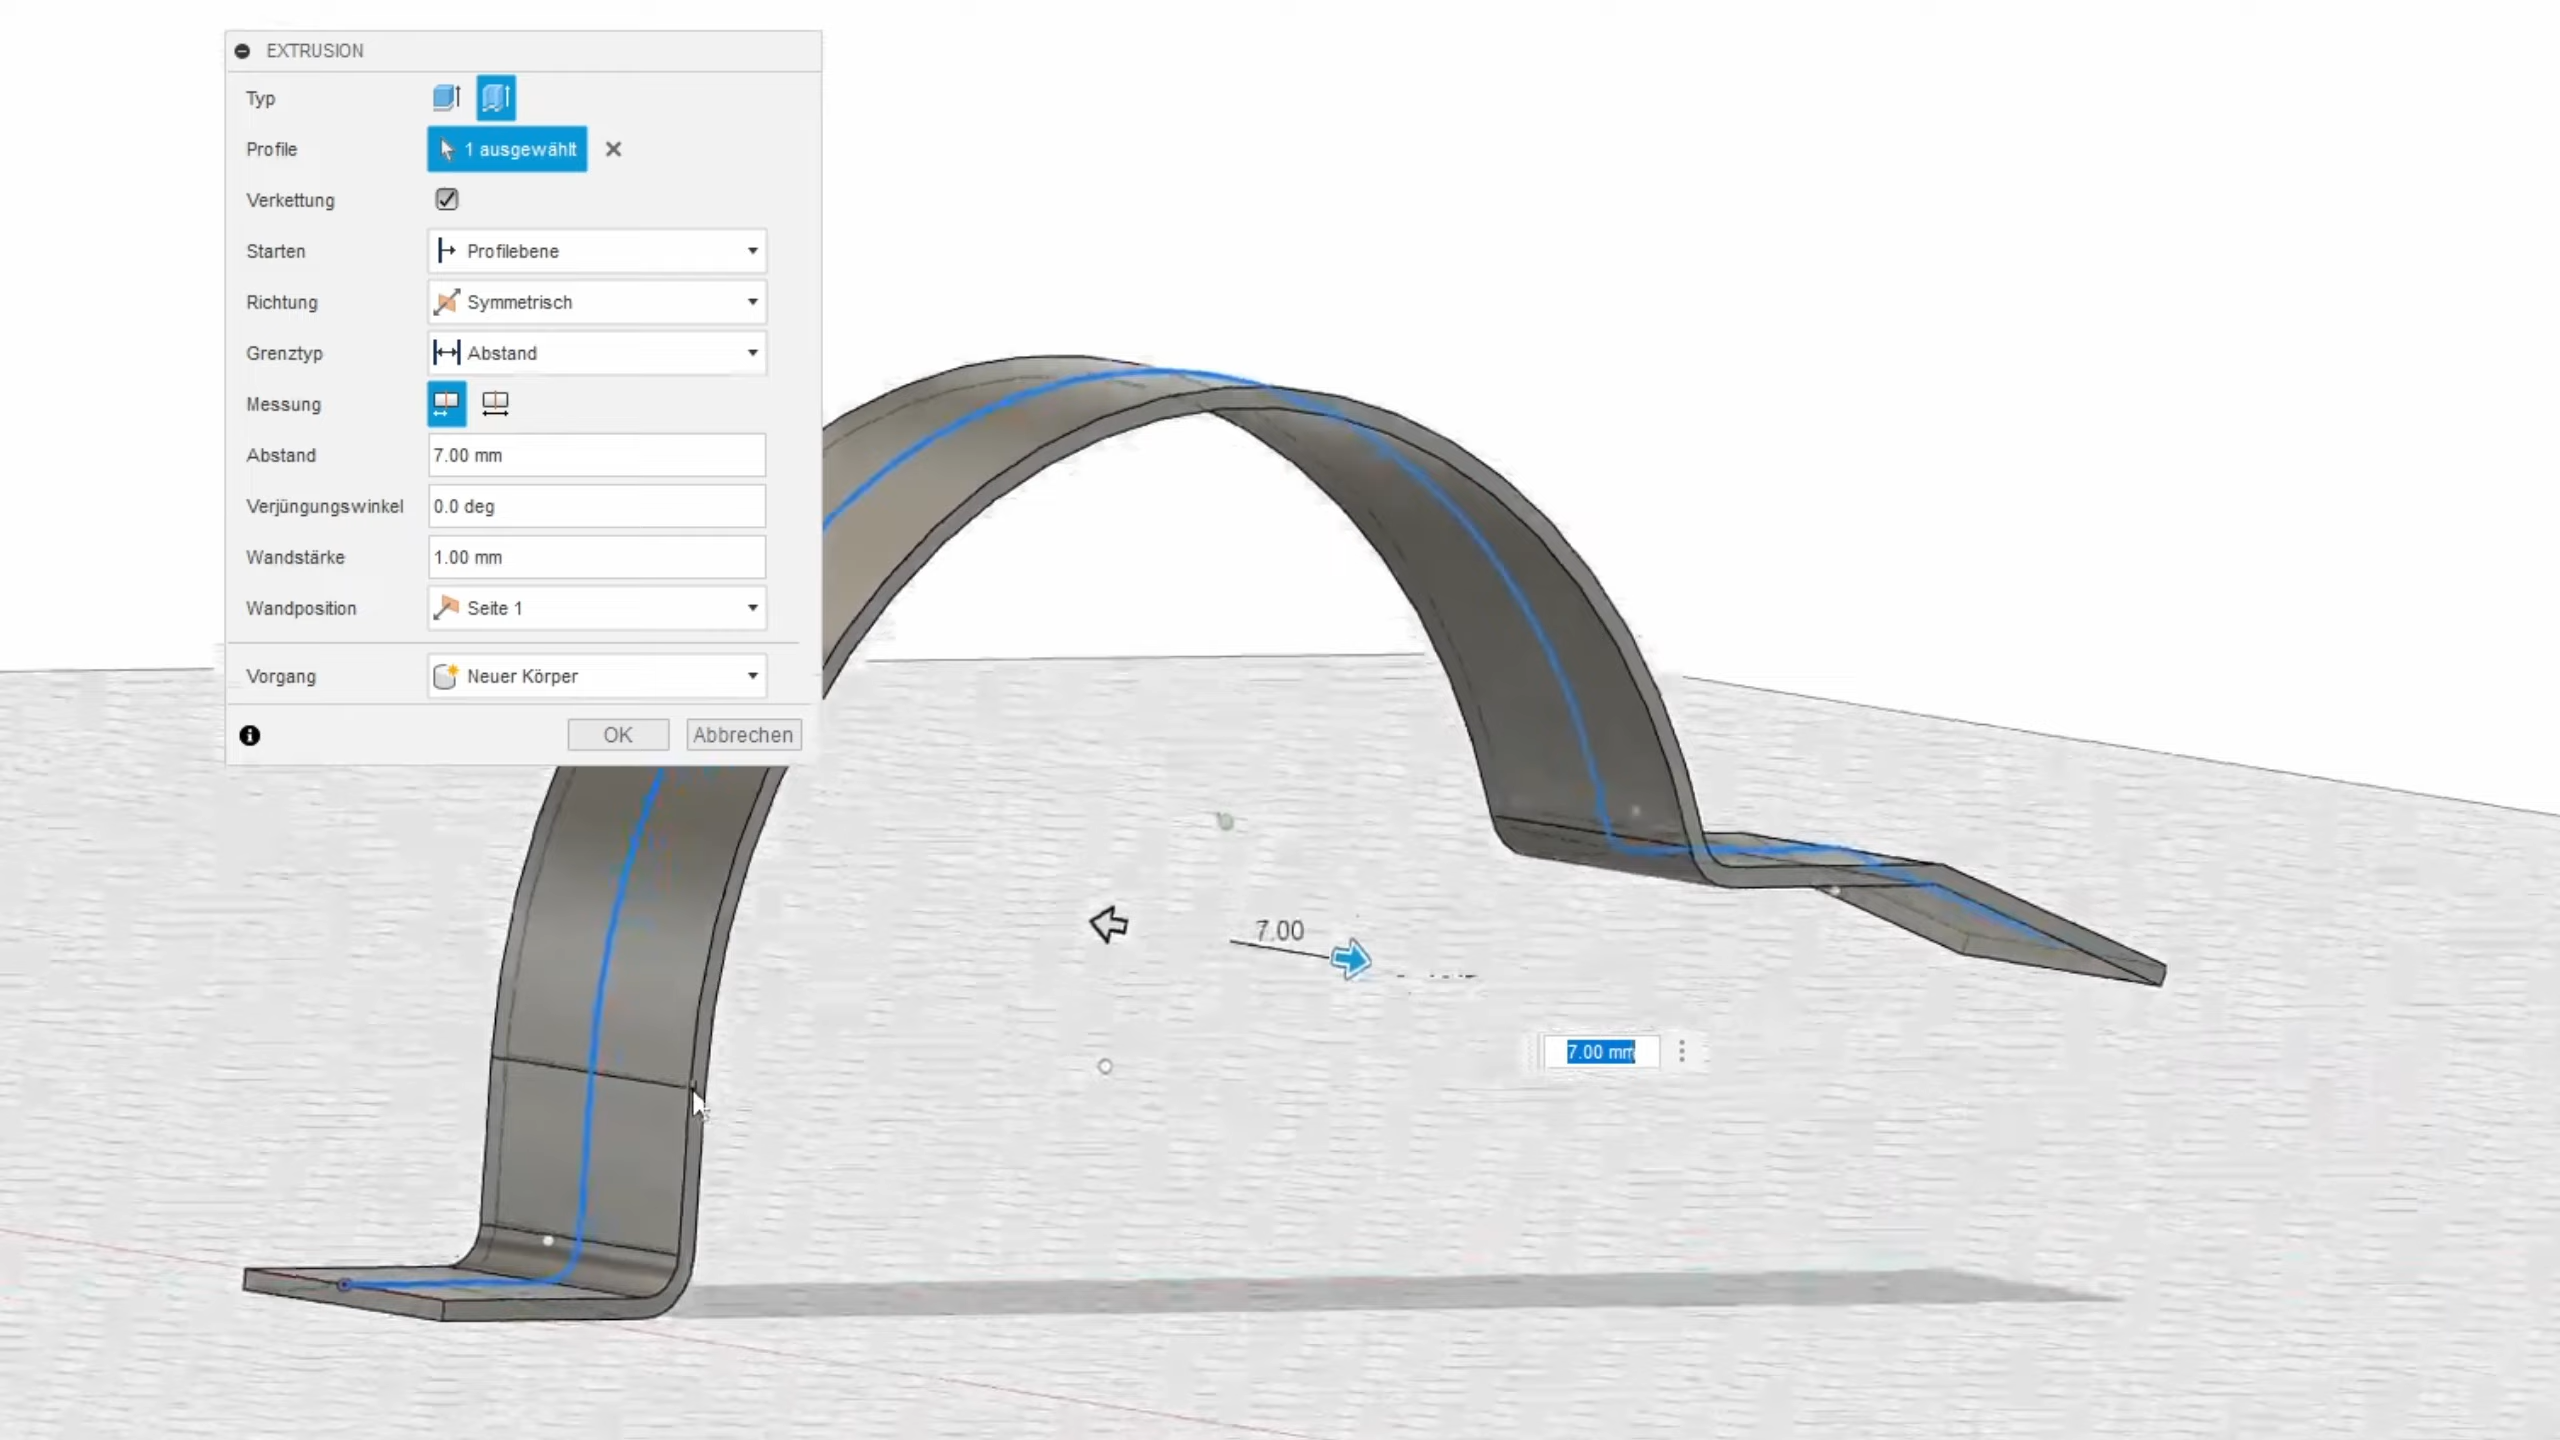 EXTRUSION
Typ
Profile 1 ausgewählt
Verkettung
Starten Profilebene
Richtung Symmetrisch
Grenztyp Abstand
Messung
Abstand 7.00 mm
Verjüngungswinkel 0.0 deg
Wandstärke 1.00 mm
Wandposition Seite 1
Vorgang Neuer Körper
OK Abbrechen
7.00
7.00 mm